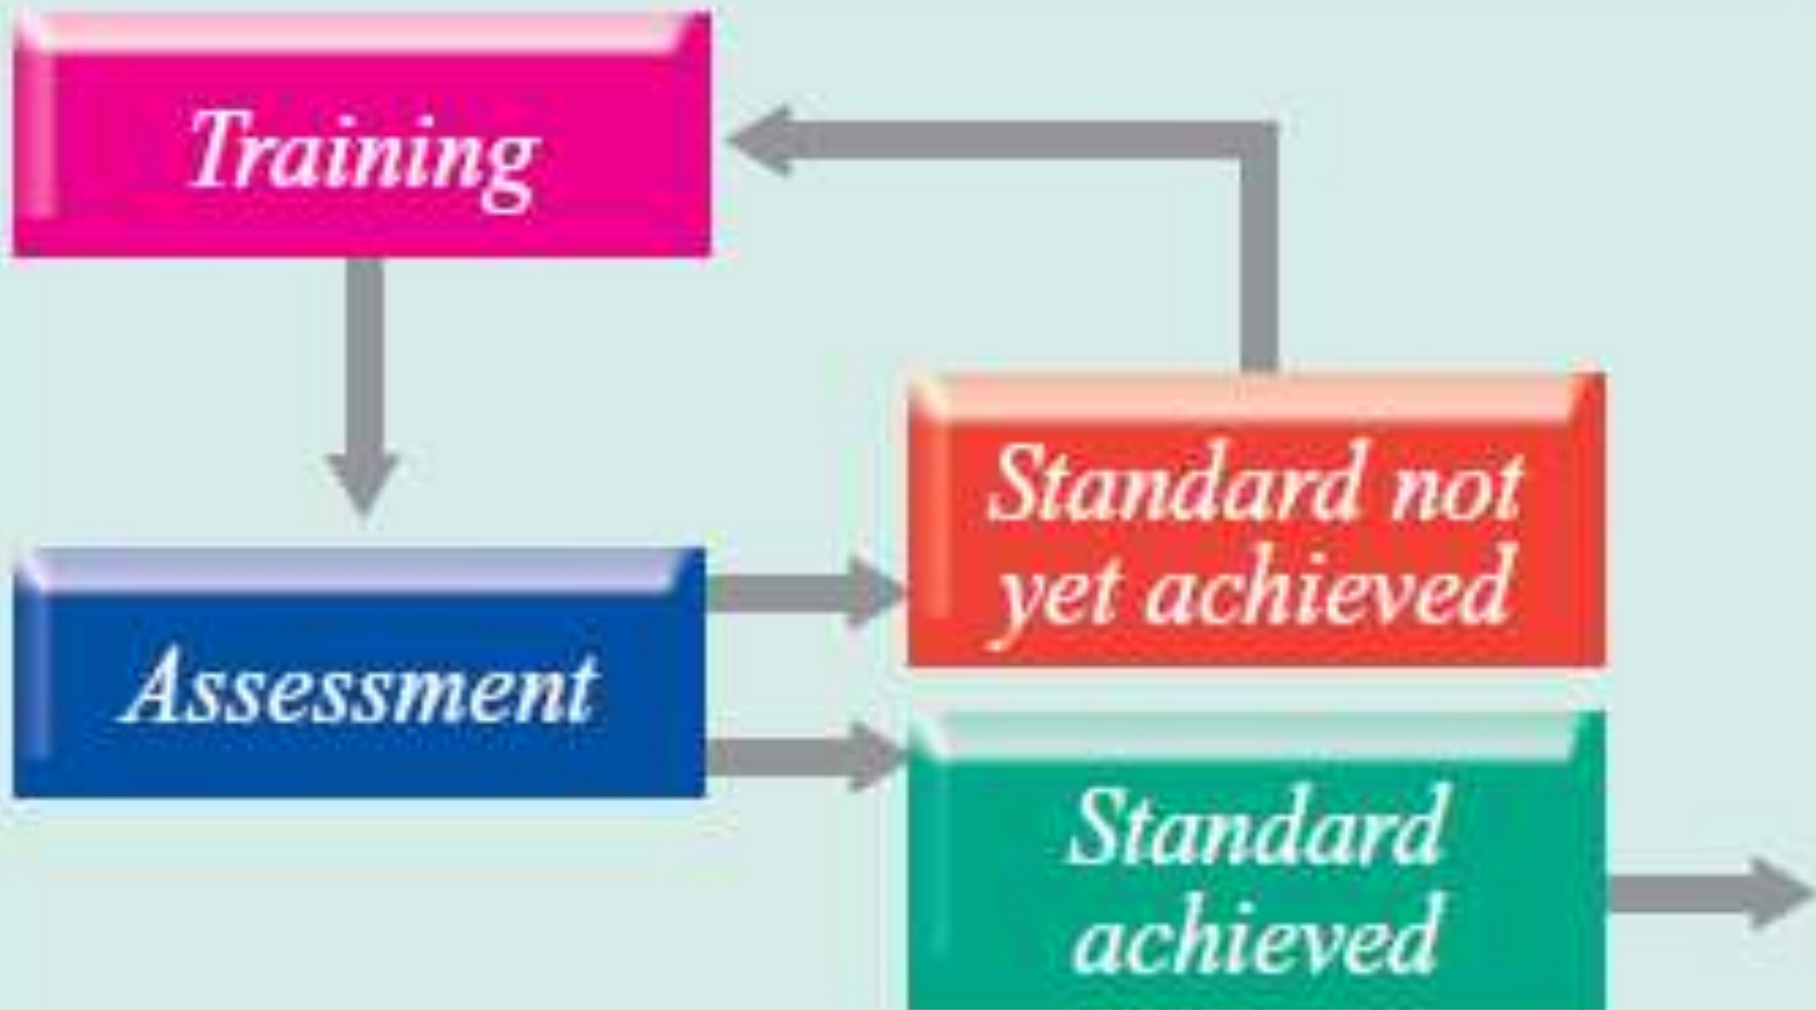 Training
Standard not
yet achieved
Assessment
Standard
achieved